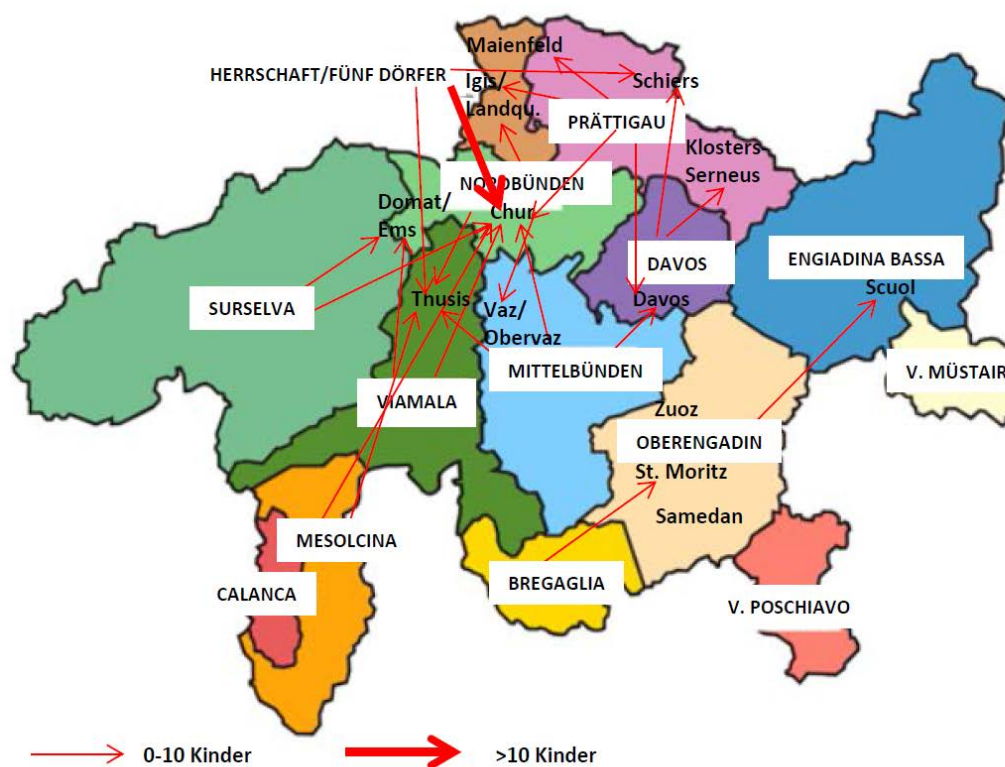 Maienfeld
HERRSCHAFT/FÜNF DÖRFER
Igis/
Landqu.
Schiers
PRÄTTIGAU
Klosters-
Serneus
NORDBÜNDEN
Domat/
Ems
Chur
DAVOS
ENGIADINA BASSA
Scuol
SURSELVA
Thusis
Vaz/
Obervaz
Davos
MITTELBÜNDEN
V. MÜSTAIR
VIAMALA
Zuoz
OBERENGADIN
St. Moritz
Samedan
MESOLCINA
CALANCA
BREGAGLIA
V. POSCHIAVO
0-10 Kinder
>10 Kinder